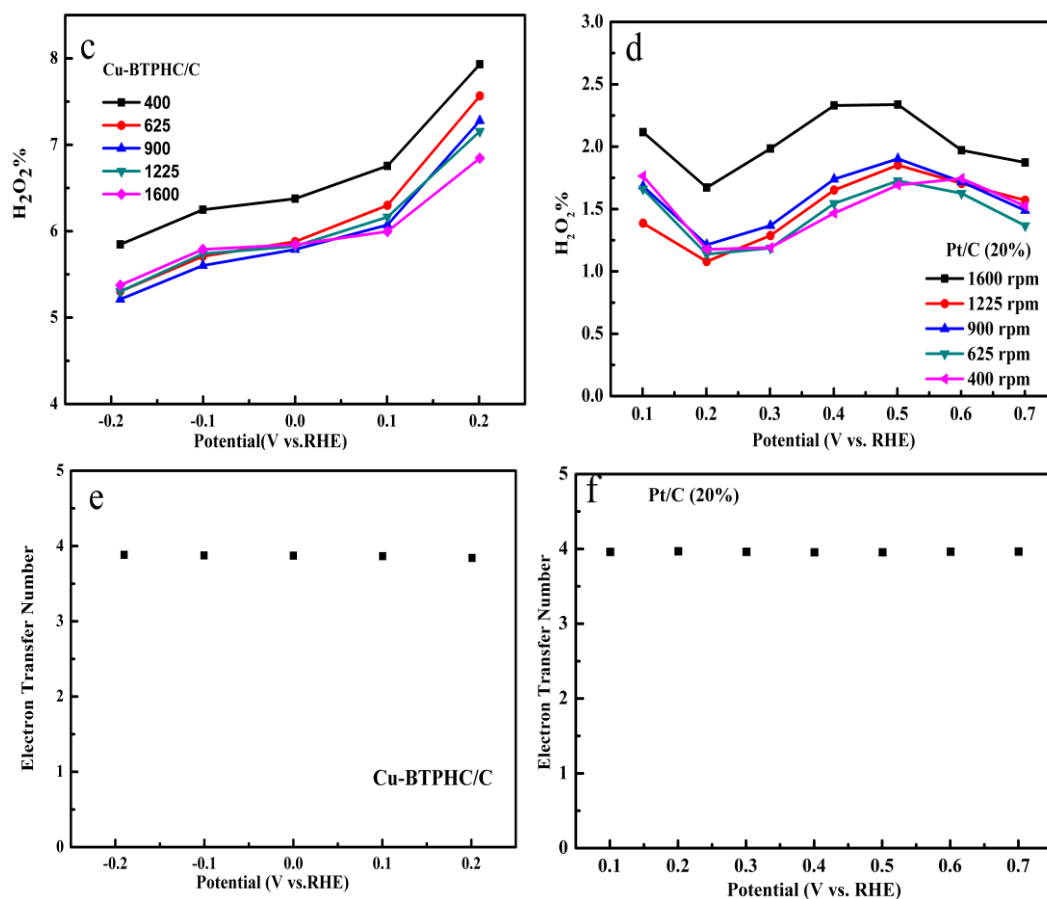 c
Cu-BTPHC/C
400
625
900
1225
1600
H2O2%
8
7
6
5
4
-0.2 -0.1 0.0 0.1 0.2
Potential(V vs.RHE)
d
H2O2%
3.0
2.5
2.0
1.5
1.0
0.5
0.0
Pt/C (20%)
1600 rpm
1225 rpm
900 rpm
625 rpm
400 rpm
0.1 0.2 0.3 0.4 0.5 0.6 0.7
Potential (V vs. RHE)
e
Electron Transfer Number
5
4
3
2
1
0
Cu-BTPHC/C
-0.2 -0.1 0.0 0.1 0.2
Potential (V vs.RHE)
f
Pt/C (20%)
Electron Transfer Number
5
4
3
2
1
0
0.1 0.2 0.3 0.4 0.5 0.6 0.7
Potential (V vs. RHE)